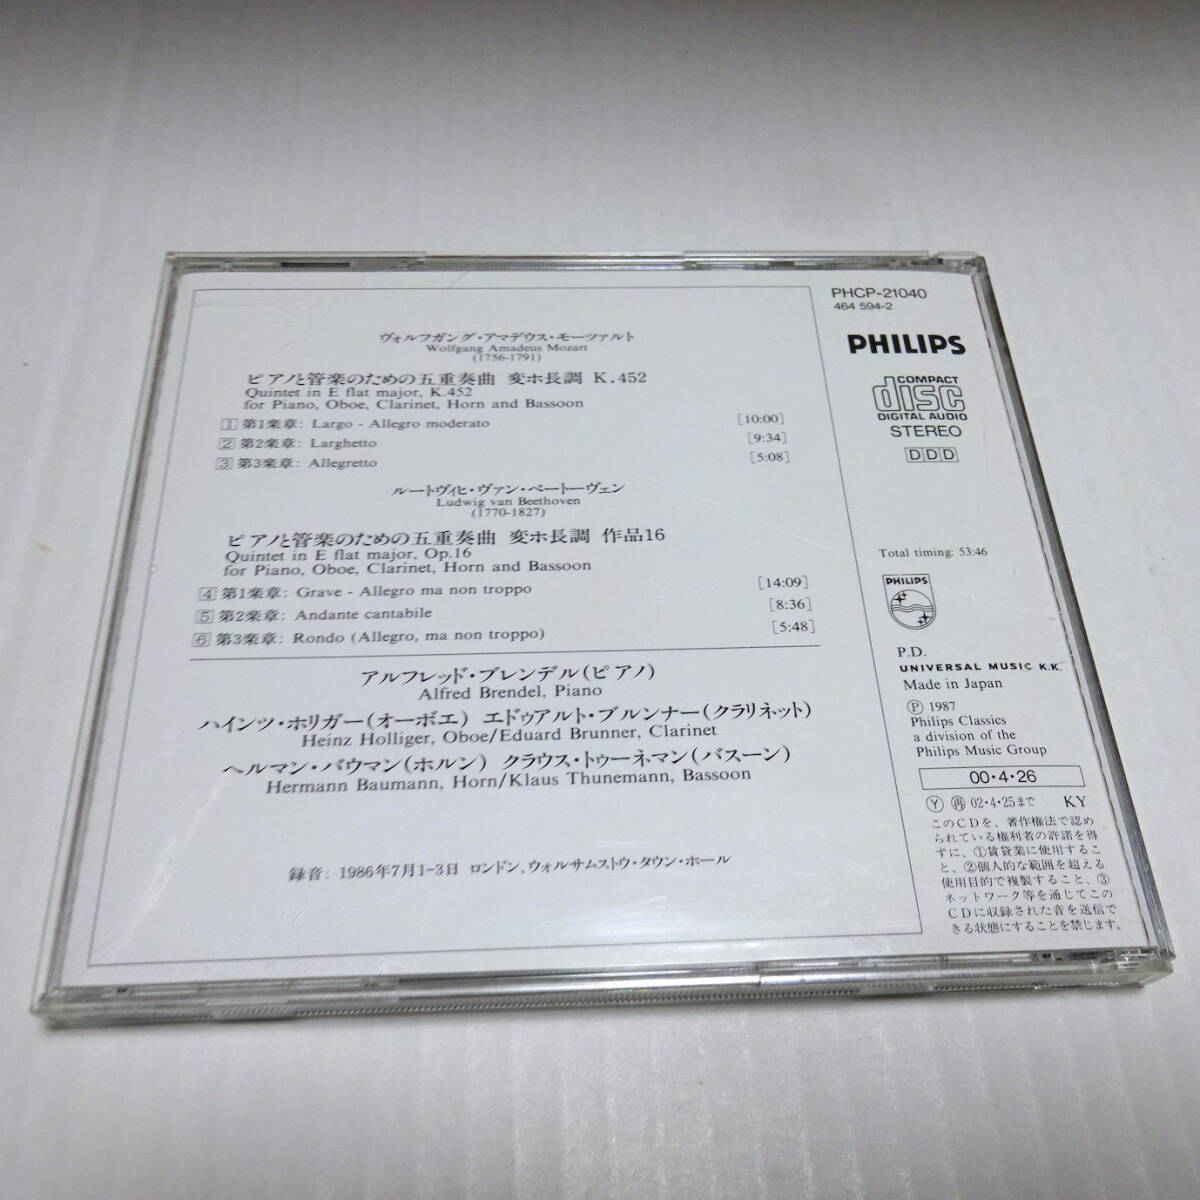 ヴォルフガング・アマデウス・モーツァルト
Wolfgang Amadeus Mozart
(1756-1791)
ピアノと管楽のための五重奏曲 変ホ長調 K.452
Quintet in E flat major, K.452
for Piano, Oboe, Clarinet, Horn and Bassoon
1 第1楽章: Largo - Allegro moderato [10:00]
2 第2楽章: Larghetto [9:34]
3 第3楽章: Allegretto [5:08]
ルートヴィヒ・ヴァン・ベートーヴェン
Ludwig van Beethoven
(1770-1827)
ピアノと管楽のための五重奏曲 変ホ長調 作品16
Quintet in E flat major, Op.16
for Piano, Oboe, Clarinet, Horn and Bassoon
4 第1楽章: Grave - Allegro ma non troppo [14:09]
5 第2楽章: Andante cantabile [8:36]
6 第3楽章: Rondo (Allegro, ma non troppo) [5:48]
アルフレッド・ブレンデル(ピアノ)
Alfred Brendel, Piano
ハインツ・ホリガー(オーボエ) エドゥアルト・ブルンナー(クラリネット)
Heinz Holliger, Oboe/Eduard Brunner, Clarinet
ヘルマン・バウマン(ホルン) クラウス・トゥーネマン(バスーン)
Hermann Baumann, Horn/Klaus Thunemann, Bassoon
録音: 1986年7月1-3日 ロンドン,ウォルサムストウ・タウン・ホール
PHCP-21040
464 594-2
PHILIPS
COMPACT
disc
DIGITAL AUDIO
STEREO
DDD
Total timing: 53:46
PHILIPS
P.D.
UNIVERSAL MUSIC K.K.
Made in Japan
Ⓟ 1987
Philips Classics
a division of the
Philips Music Group
00・4・26
Ⓨ 再 02・4・25まで KY
このCDを、著作権法で認め
られている権利者の許諾を得
ずに、①賃貸業に使用するこ
と、②個人的な範囲を超える
使用目的で複製すること、③
ネットワーク等を通じてこの
CDに収録された音を送信で
きる状態にすることを禁じます。